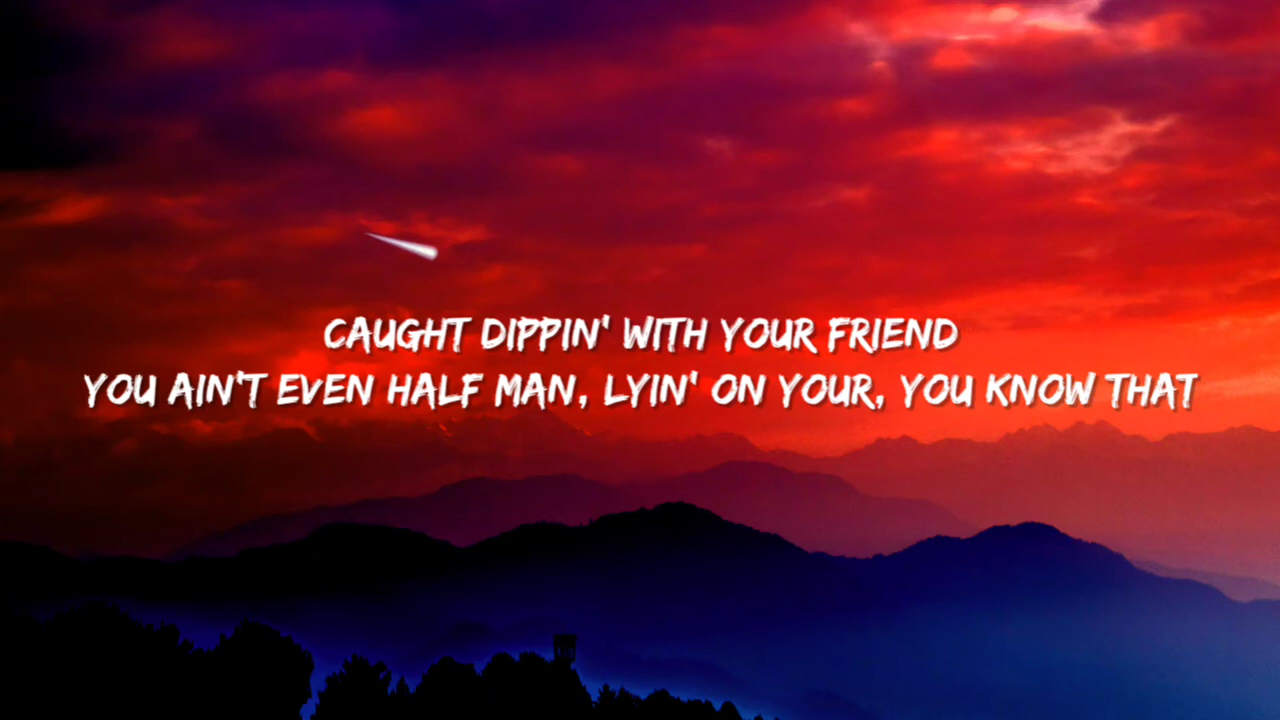 CAUGHT DIPPIN' WITH YOUR FRIEND
YOU AIN'T EVEN HALF MAN, LYIN' ON YOUR, YOU KNOW THAT